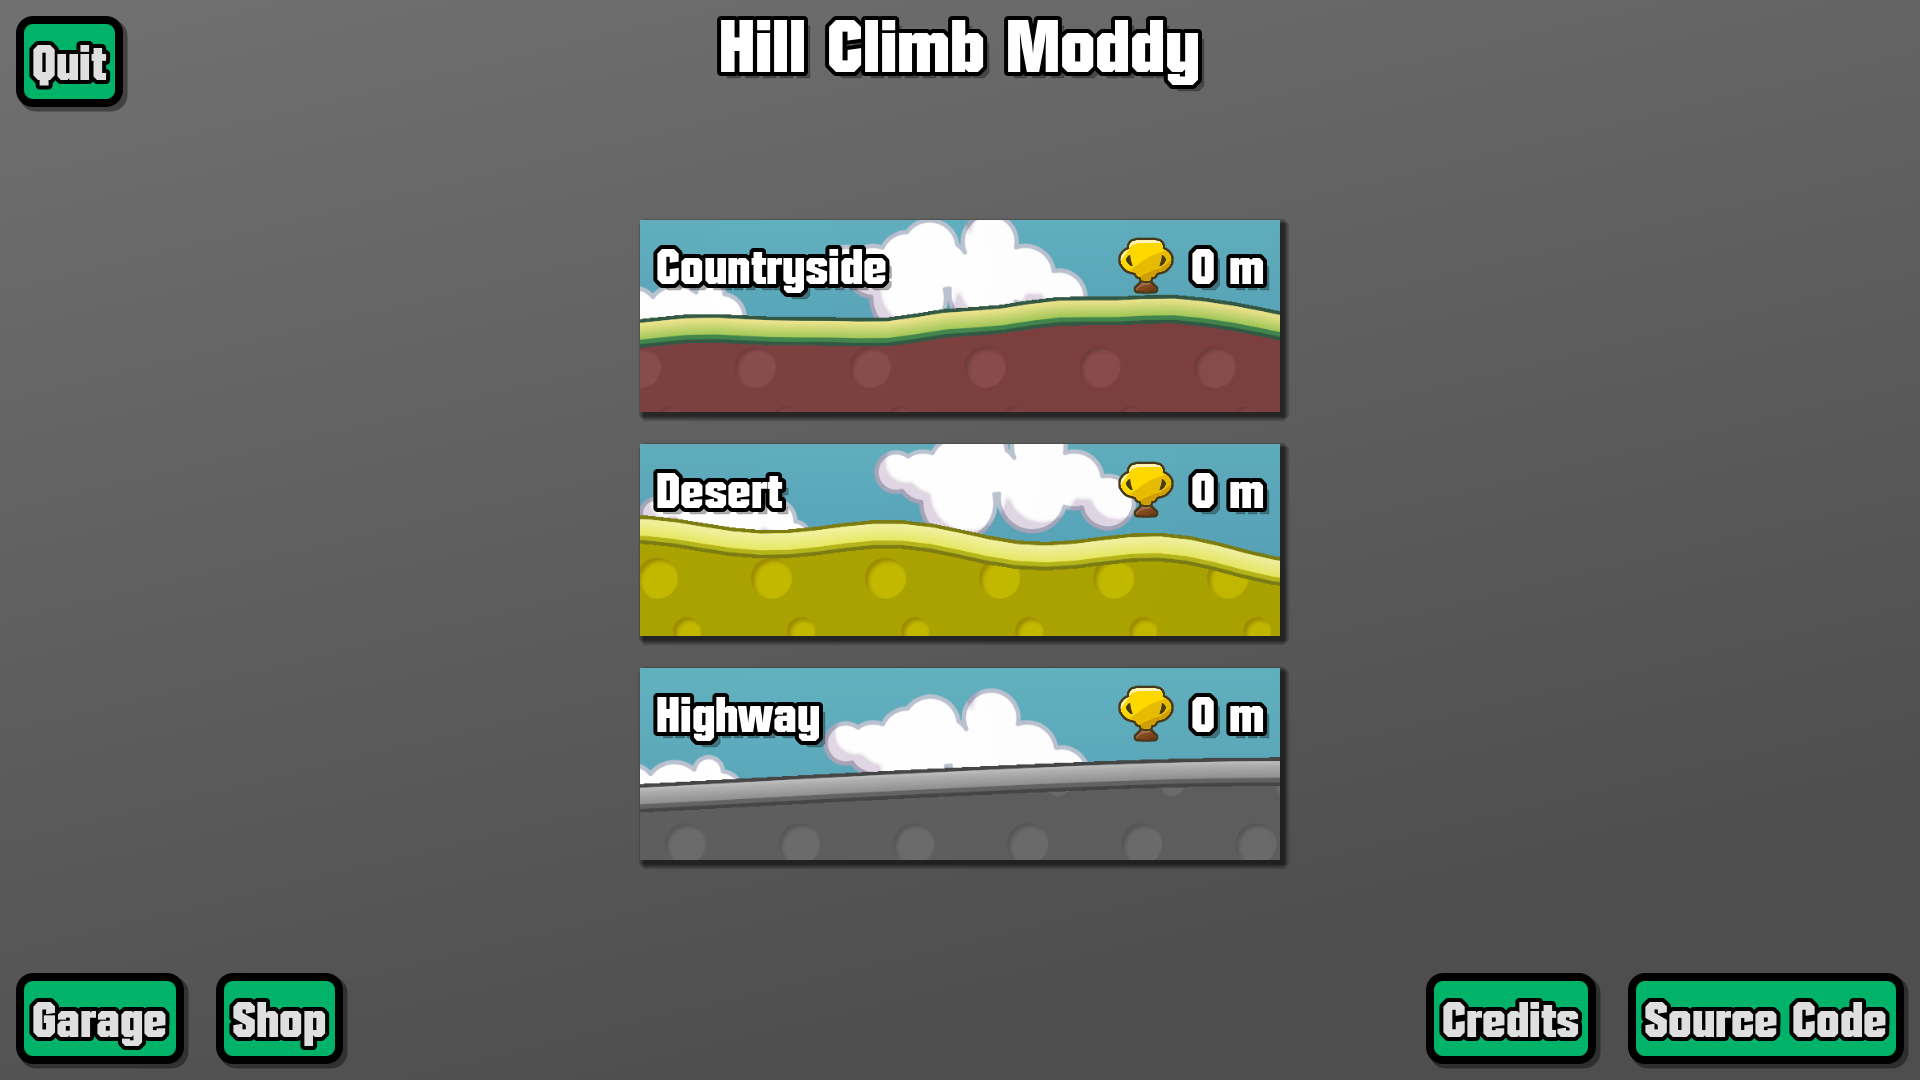 Quit
Hill Climb Moddy
Countryside
0 m
Desert
0 m
Highway
0 m
Garage
Shop
Credits
Source Code